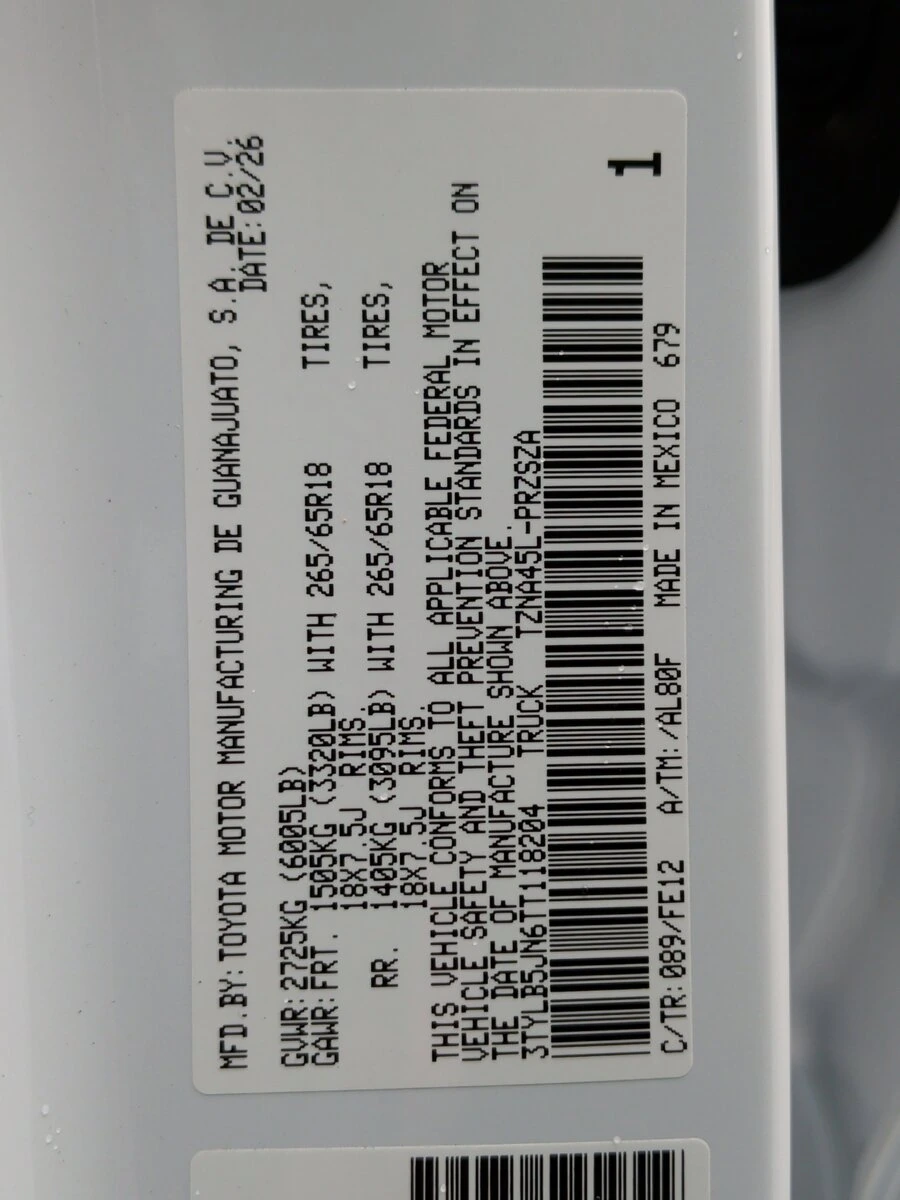 MFD.BY:TOYOTA MOTOR MANUFACTURING DE GUANAJUATO, S.A. DE C.V.
DATE:02/26
GVWR:2725KG (6005LB)
GAWR:FRT. 1505KG (3320LB) WITH 265/65R18 TIRES,
18X7.5J RIMS.
RR. 1405KG (3095LB) WITH 265/65R18 TIRES,
18X7.5J RIMS.
THIS VEHICLE CONFORMS TO ALL APPLICABLE FEDERAL MOTOR
VEHICLE SAFETY AND THEFT PREVENTION STANDARDS IN EFFECT ON
THE DATE OF MANUFACTURE SHOWN ABOVE.
3TYLB5JN6TT118204 TRUCK TZNA45L-PRZSZA
1
C/TR:089/FE12 A/TM:/AL80F MADE IN MEXICO 679